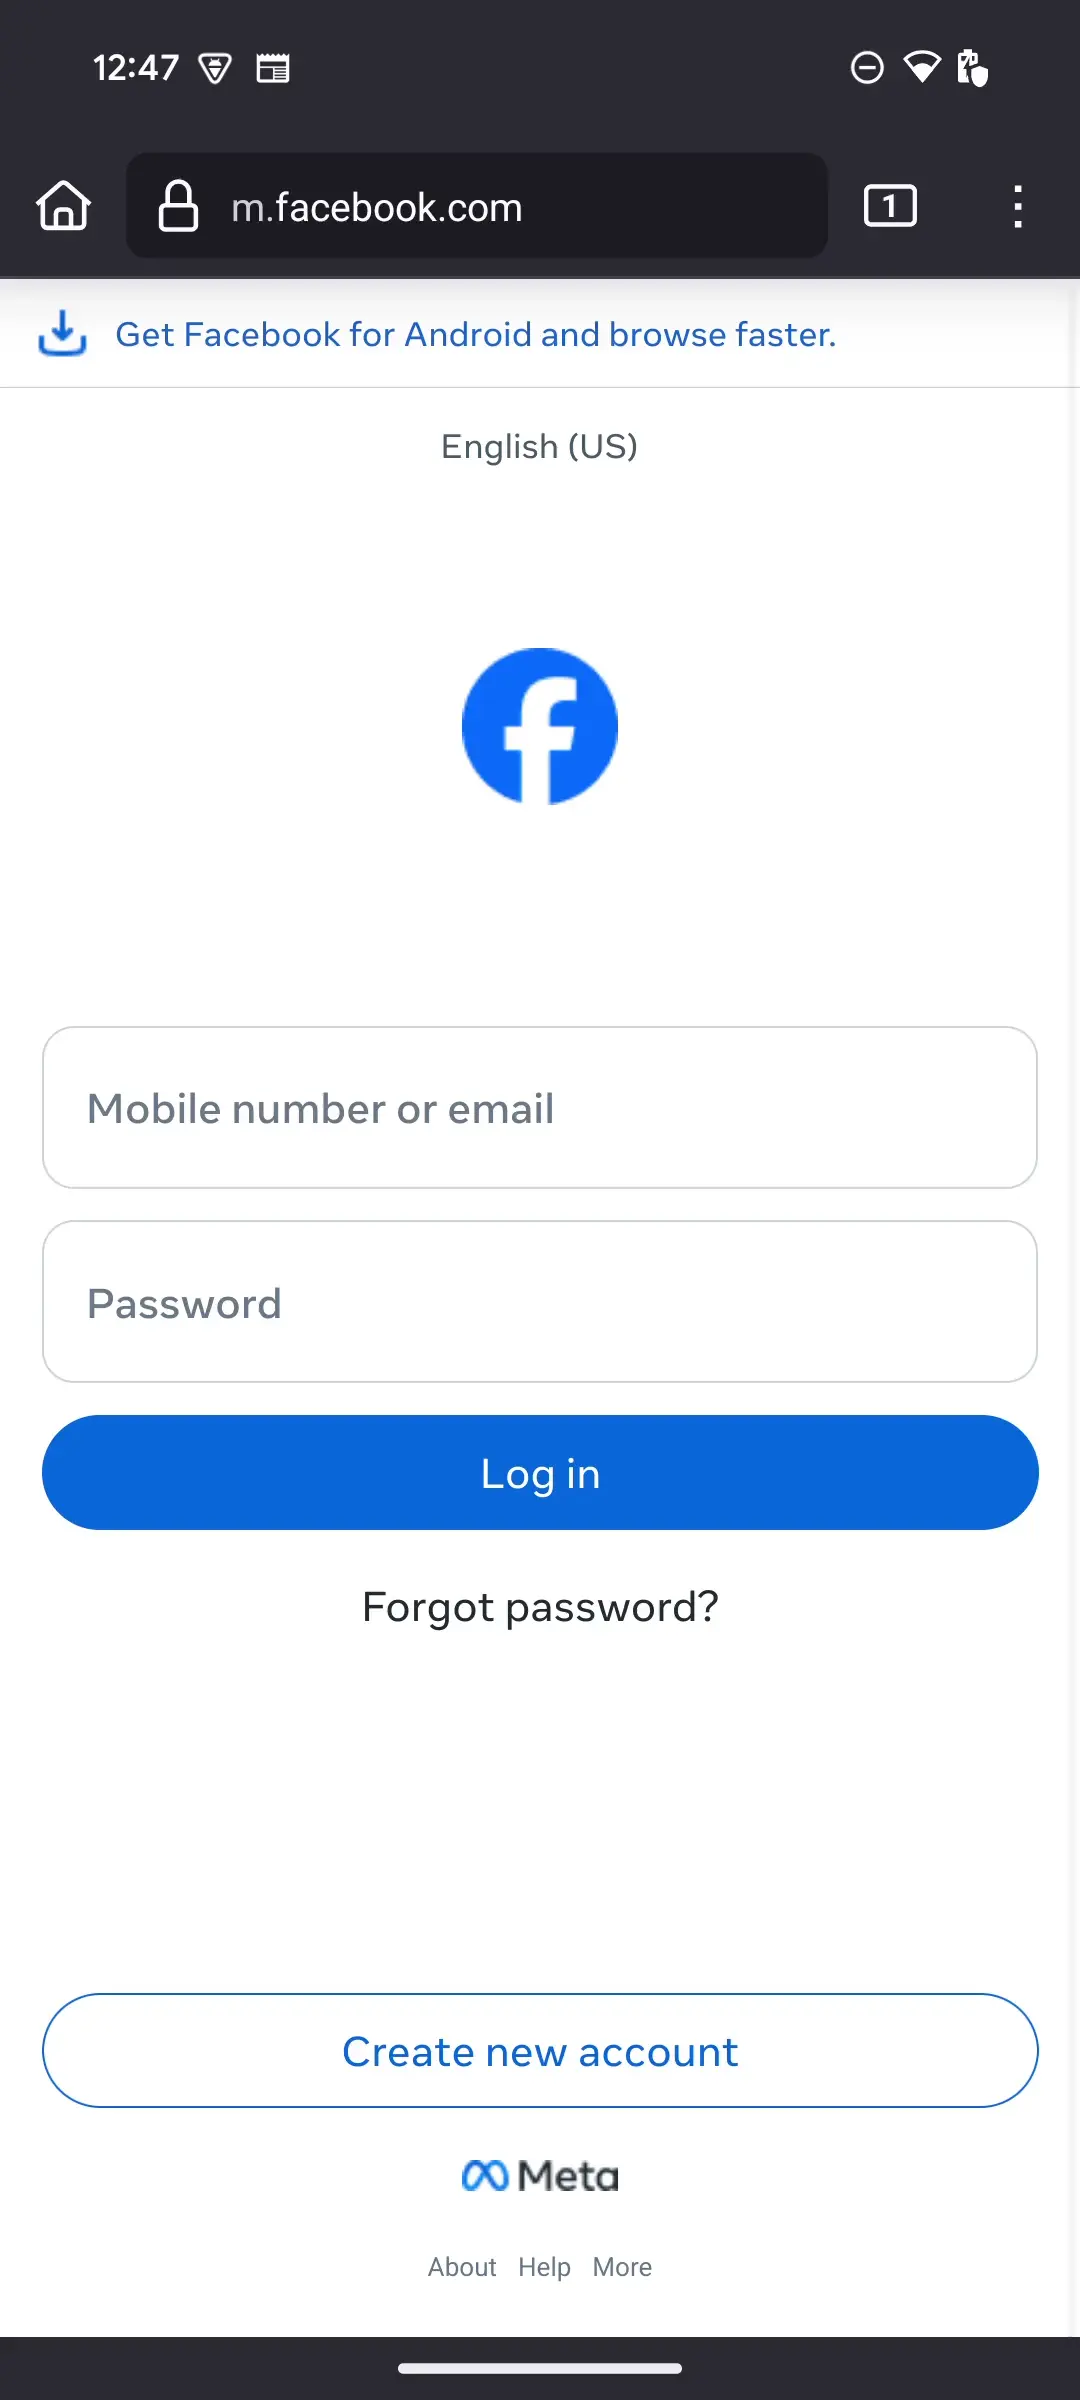 12:47
m.facebook.com
1
Get Facebook for Android and browse faster.
English (US)
Mobile number or email
Password
Log in
Forgot password?
Create new account
Meta
About Help More